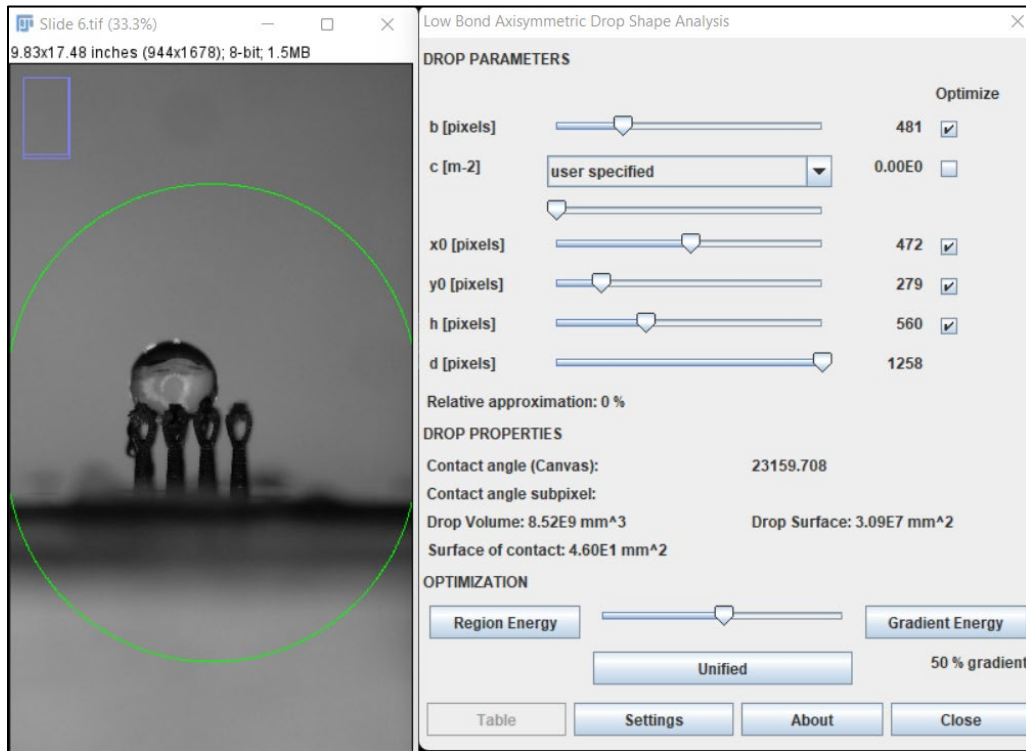 Slide 6.tif (33.3%)
9.83x17.48 inches (944x1678); 8-bit; 1.5MB
Low Bond Axisymmetric Drop Shape Analysis
DROP PARAMETERS
Optimize
b [pixels] 481
c [m-2] user specified 0.00E0
x0 [pixels] 472
y0 [pixels] 279
h [pixels] 560
d [pixels] 1258
Relative approximation: 0 %
DROP PROPERTIES
Contact angle (Canvas): 23159.708
Contact angle subpixel:
Drop Volume: 8.52E9 mm^3 Drop Surface: 3.09E7 mm^2
Surface of contact: 4.60E1 mm^2
OPTIMIZATION
Region Energy Gradient Energy
Unified 50 % gradient
Table Settings About Close